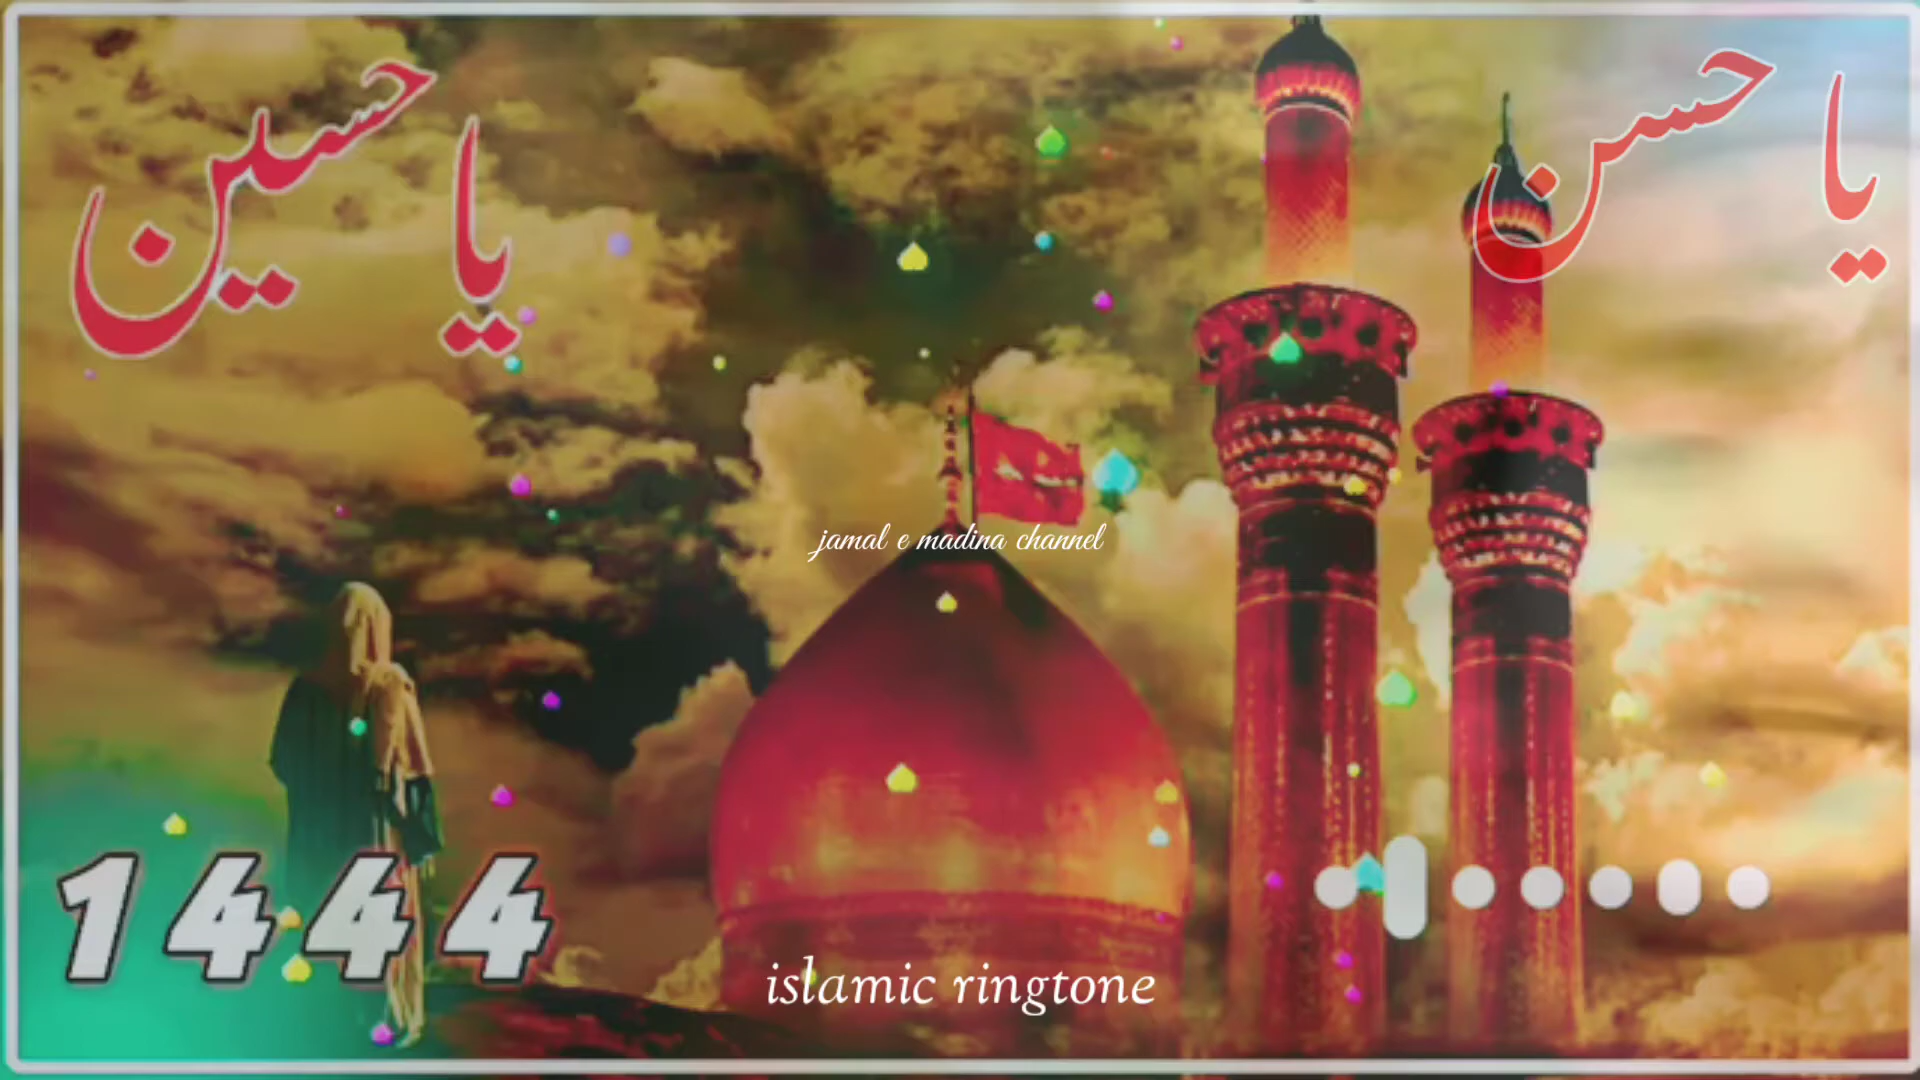 یا حسین
یا حسن
jamal e madina channel
1444
islamic ringtone